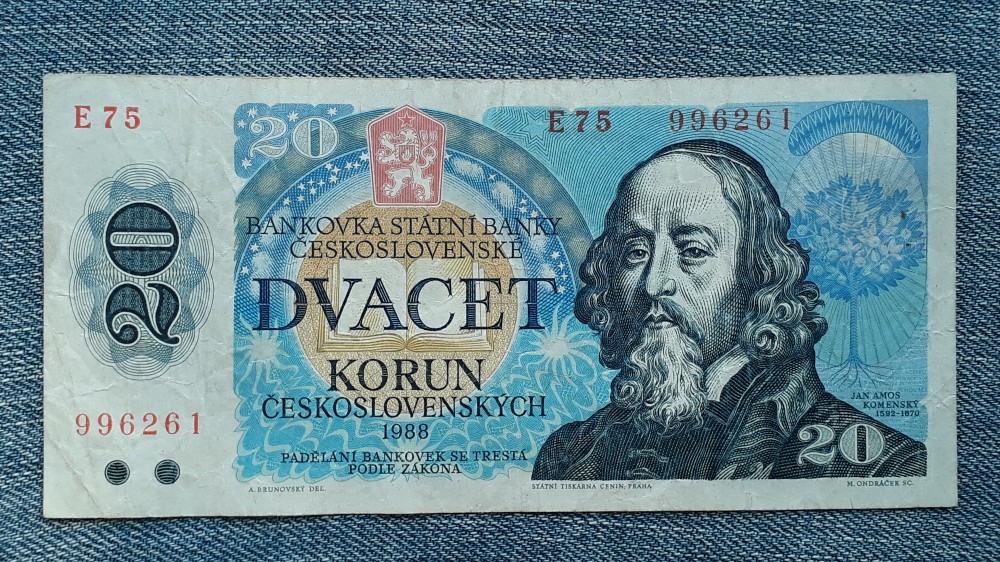 E 75
E 75 996261
20
20
BANKOVKA STÁTNÍ BANKY
ČESKOSLOVENSKÉ
DVACET
KORUN
ČESKOSLOVENSKÝCH
1988
PADĚLÁNÍ BANKOVEK SE TRESTÁ
PODLE ZÁKONA
996261
JAN AMOS
KOMENSKÝ
1592-1670
20
A. BRUNOVSKÝ DEL.
STÁTNÍ TISKÁRNA CENIN, PRAHA
M. ONDRÁČEK SC.